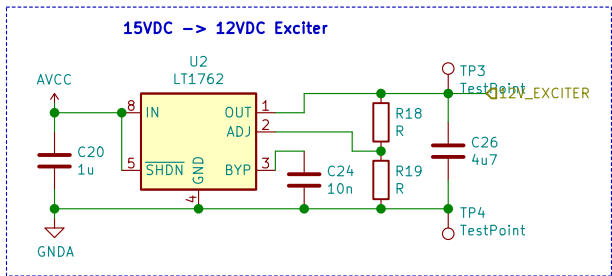 15VDC -> 12VDC Exciter
U2
LT1762
AVCC
8
IN
OUT
1
ADJ
2
5
SHDN
GND
BYP
3
4
C20
1u
GNDA
C24
10n
R18
R
R19
R
TP3
TestPoint
12V_EXCITER
C26
4u7
TP4
TestPoint